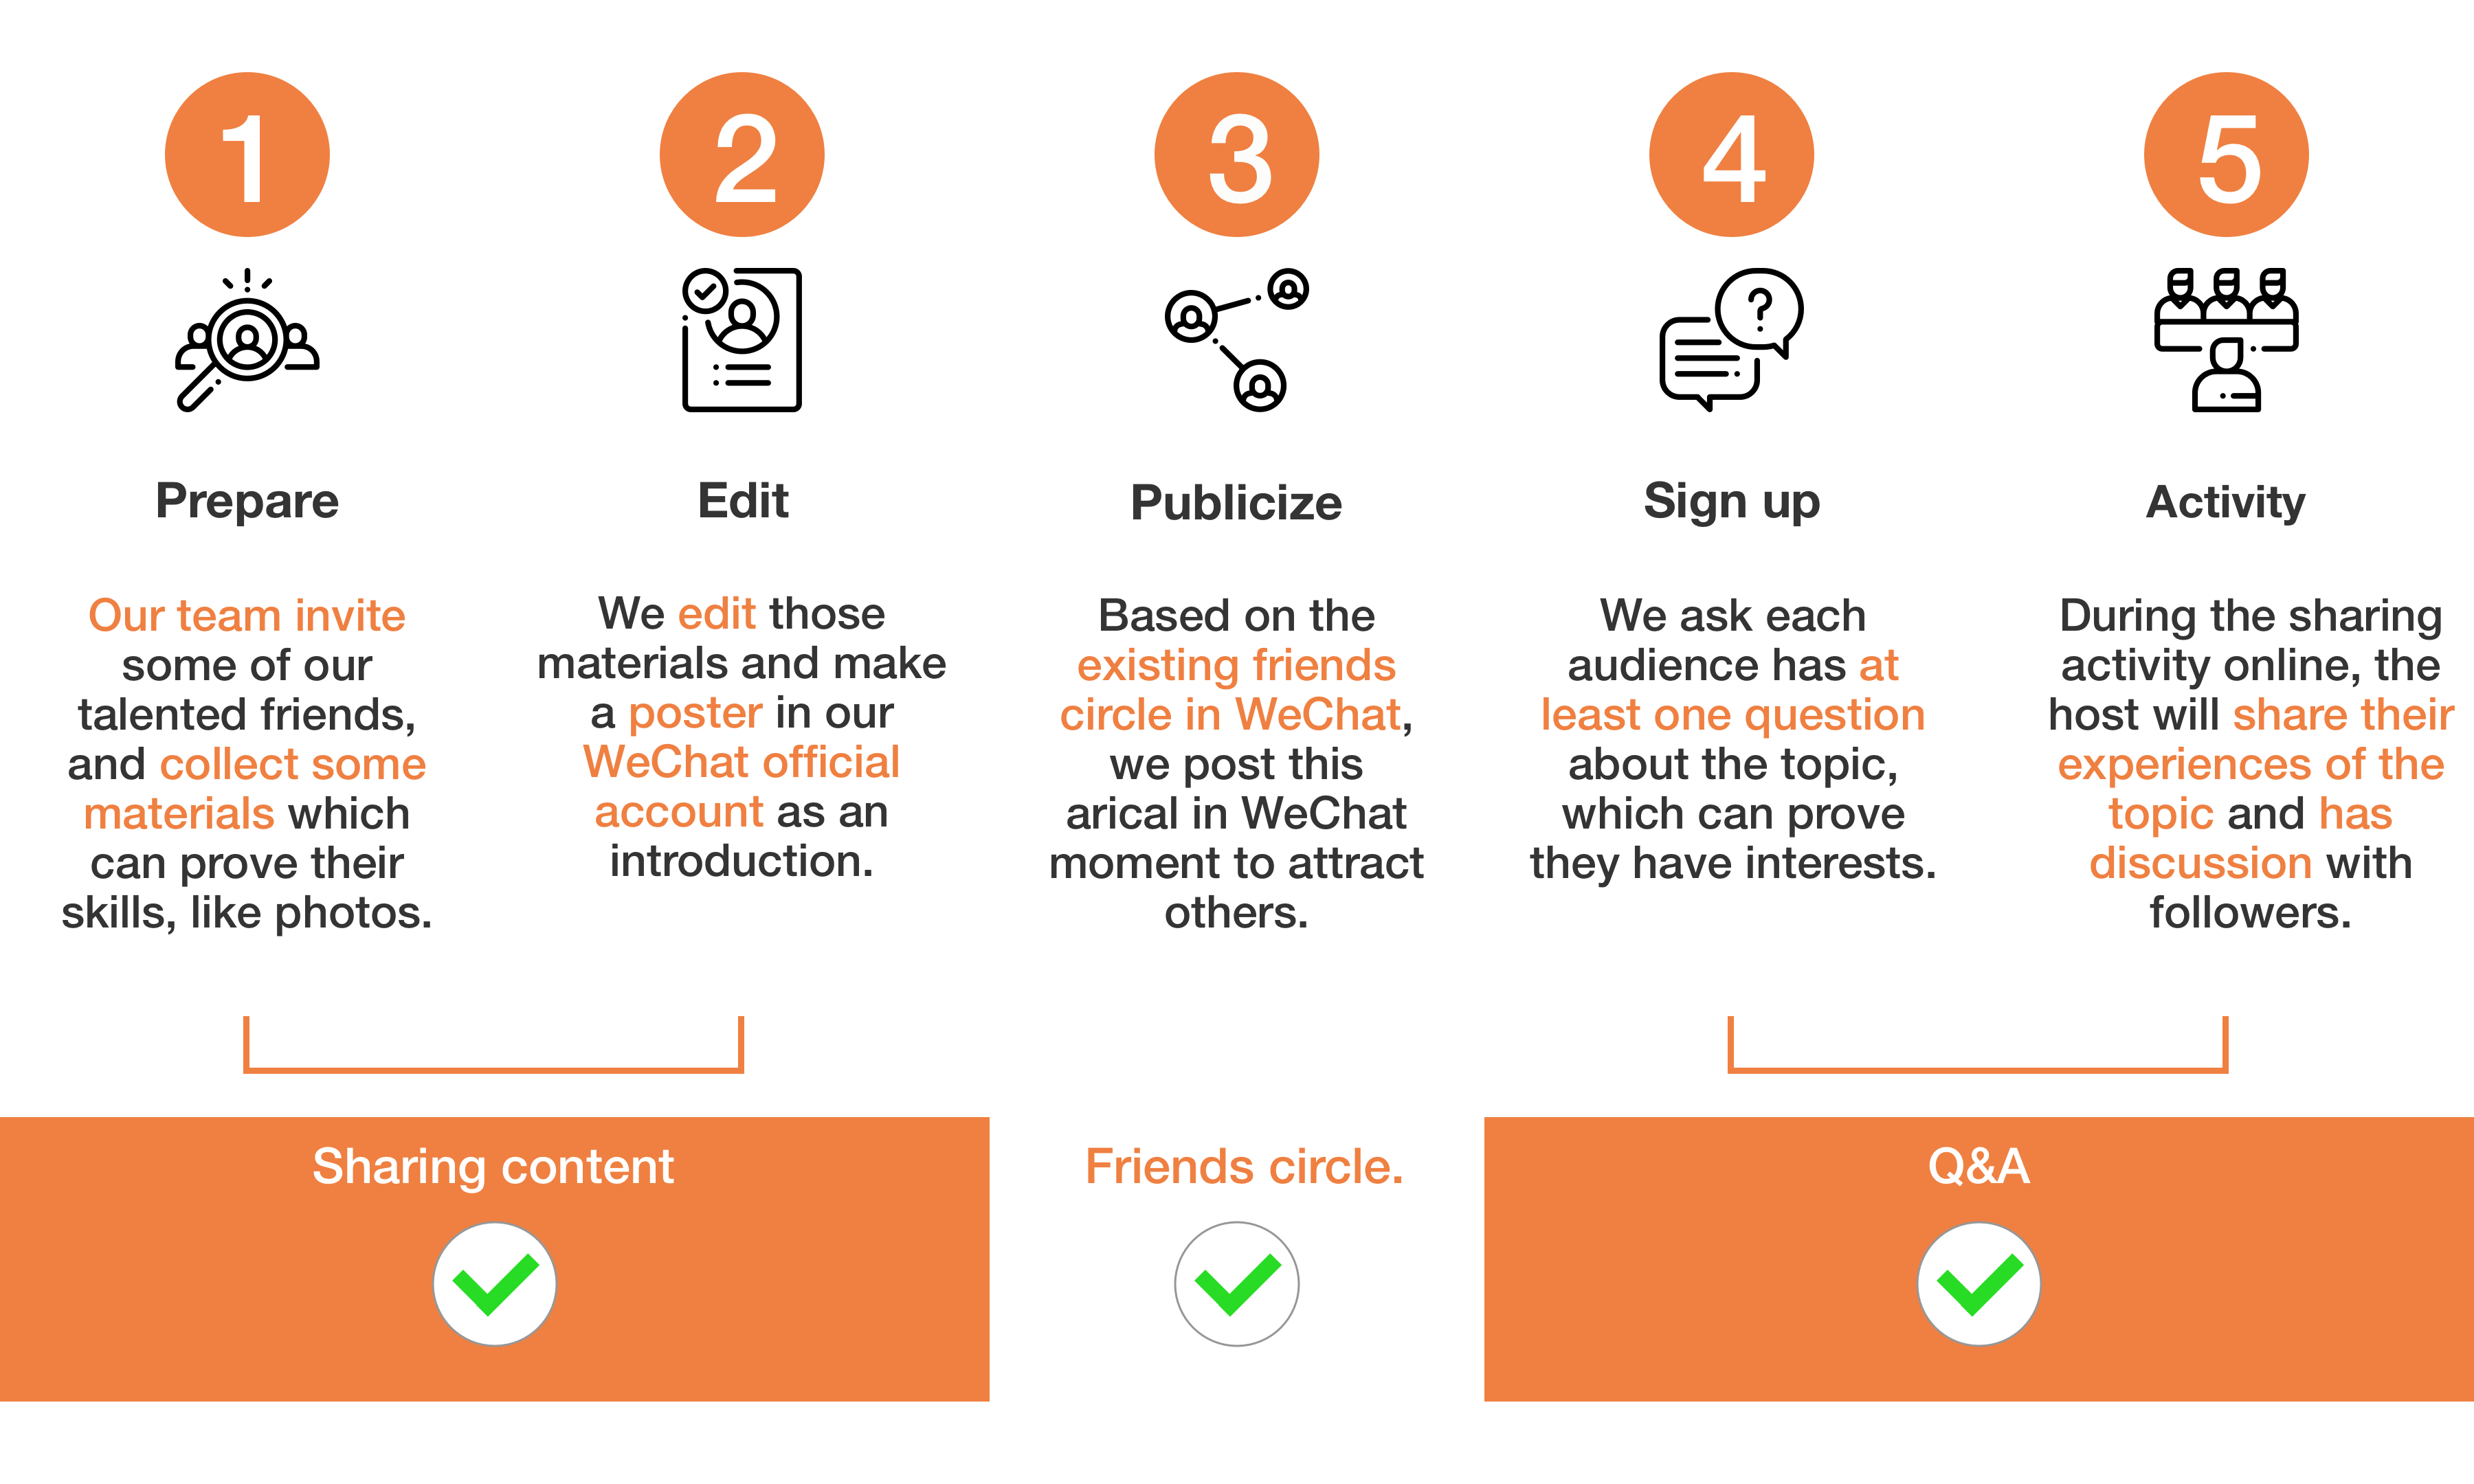 1
Prepare
Our team invite
some of our
talented friends,
and collect some
materials which
can prove their
skills, like photos.
2
Edit
We edit those
materials and make
a poster in our
WeChat official
account as an
introduction.
3
Publicize
Based on the
existing friends
circle in WeChat,
we post this
arical in WeChat
moment to attract
others.
4
Sign up
We ask each
audience has at
least one question
about the topic,
which can prove
they have interests.
5
Activity
During the sharing
activity online, the
host will share their
experiences of the
topic and has
discussion with
followers.
Sharing content
Friends circle.
Q&A